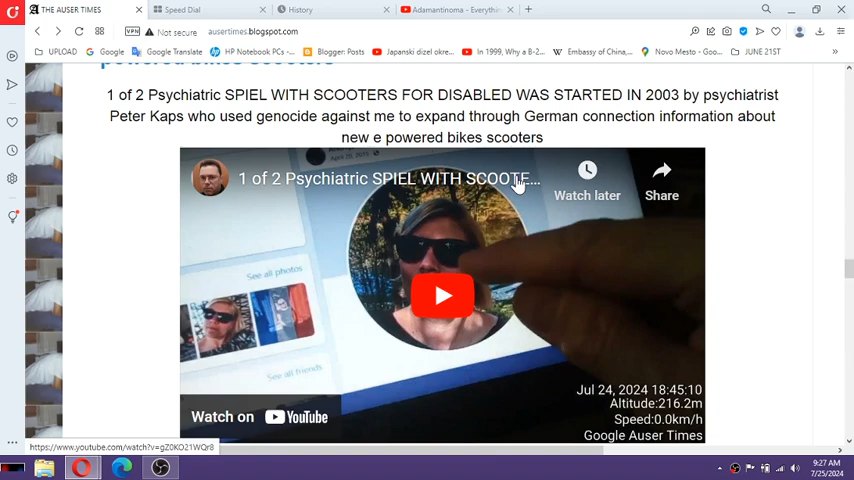 THE AUSER TIMES
Speed Dial
History
Adamantinoma - Everythin
VPN
Not secure
ausertimes.blogspot.com
UPLOAD
Google
Google Translate
HP Notebook PCs -...
Blogger: Posts
Japanski dizel okre...
In 1999, Why a B-2...
Embassy of China,...
Novo Mesto - Goo...
JUNE 21ST
powered bikes scooters
1 of 2 Psychiatric SPIEL WITH SCOOTERS FOR DISABLED WAS STARTED IN 2003 by psychiatrist
Peter Kaps who used genocide against me to expand through German connection information about
new e powered bikes scooters
1 of 2 Psychiatric SPIEL WITH SCOOTE...
Watch later
Share
See all photos
See all friends
Watch on
YouTube
Jul 24, 2024 18:45:10
Altitude:216.2m
Speed:0.0km/h
Google Auser Times
https://www.youtube.com/watch?v=gZ0KO21WQr8
9:27 AM
7/25/2024